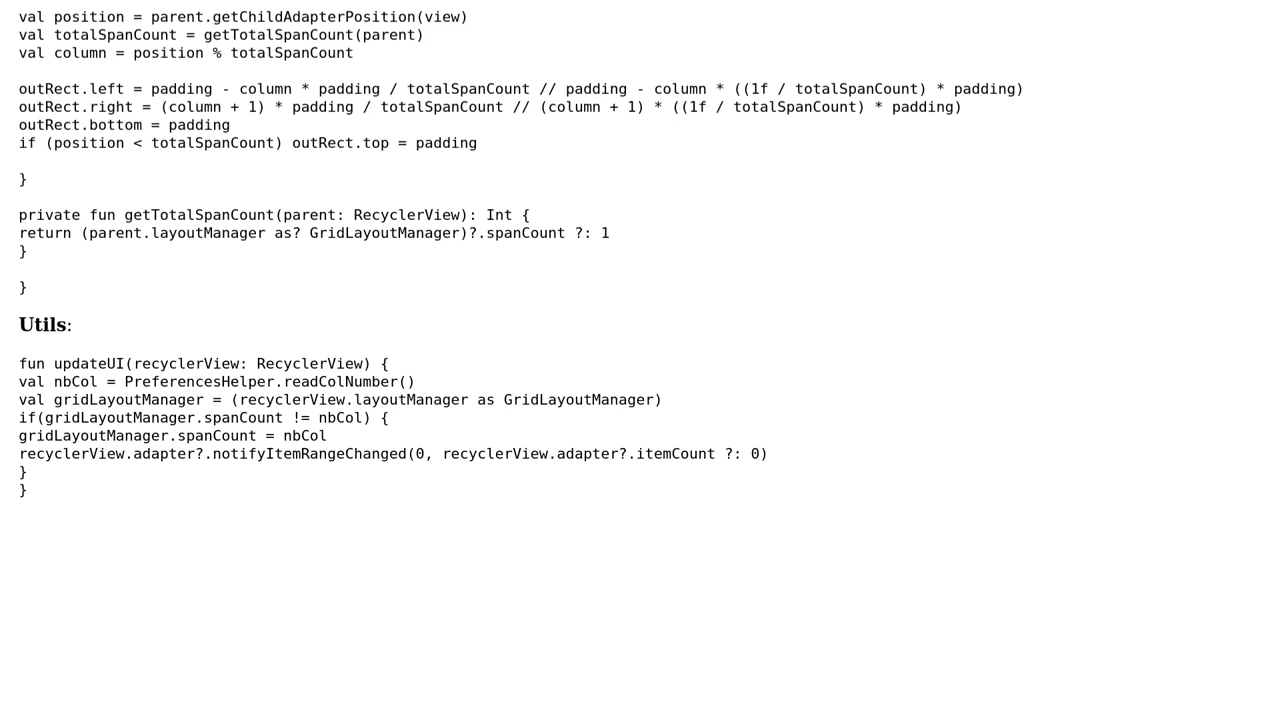 val position = parent.getChildAdapterPosition(view)
val totalSpanCount = getTotalSpanCount(parent)
val column = position % totalSpanCount

outRect.left = padding - column * padding / totalSpanCount // padding - column * ((1f / totalSpanCount) * padding)
outRect.right = (column + 1) * padding / totalSpanCount // (column + 1) * ((1f / totalSpanCount) * padding)
outRect.bottom = padding
if (position < totalSpanCount) outRect.top = padding

}

private fun getTotalSpanCount(parent: RecyclerView): Int {
return (parent.layoutManager as? GridLayoutManager)?.spanCount ?: 1
}

}

Utils:

fun updateUI(recyclerView: RecyclerView) {
val nbCol = PreferencesHelper.readColNumber()
val gridLayoutManager = (recyclerView.layoutManager as GridLayoutManager)
if(gridLayoutManager.spanCount != nbCol) {
gridLayoutManager.spanCount = nbCol
recyclerView.adapter?.notifyItemRangeChanged(0, recyclerView.adapter?.itemCount ?: 0)
}
}